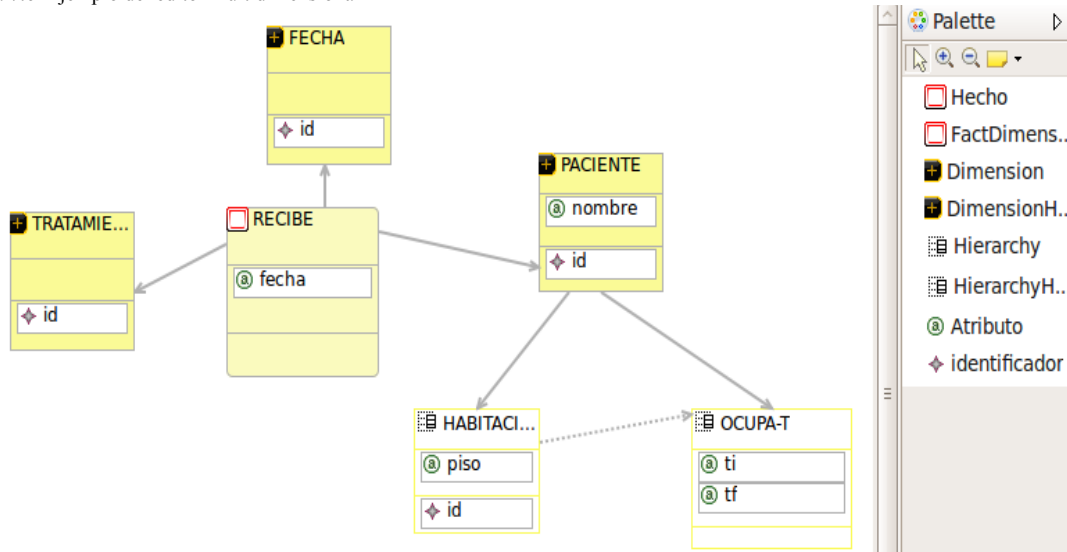 FECHA
id
PACIENTE
nombre
id
TRATAMIE...
id
RECIBE
fecha
HABITACI...
piso
id
OCUPA-T
ti
tf
Palette
Hecho
FactDimens...
Dimension
DimensionH...
Hierarchy
HierarchyH...
Atributo
identificador